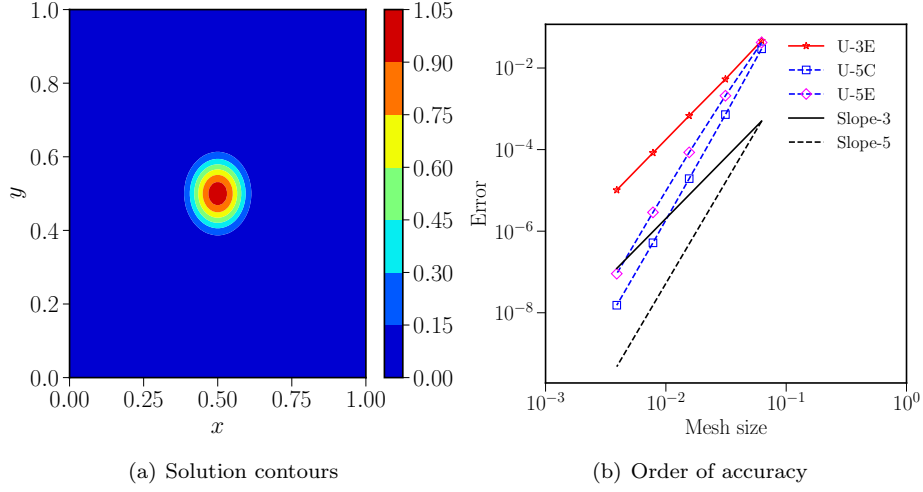 1.0
0.8
0.6
0.4
0.2
0.0
y
0.00
0.25
0.50
0.75
1.00
x
1.05
0.90
0.75
0.60
0.45
0.30
0.15
0.00
(a) Solution contours
10⁻²
10⁻⁴
10⁻⁶
10⁻⁸
Error
U-3E
U-5C
U-5E
Slope-3
Slope-5
10⁻³
10⁻²
10⁻¹
10⁰
Mesh size
(b) Order of accuracy